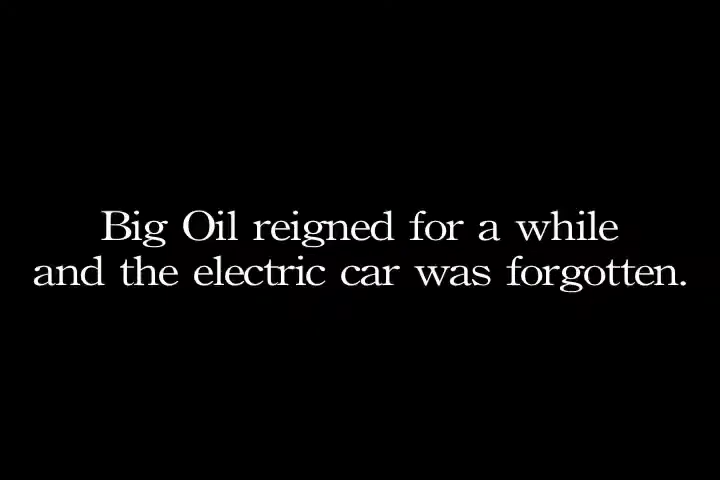 Big Oil reigned for a while
and the electric car was forgotten.